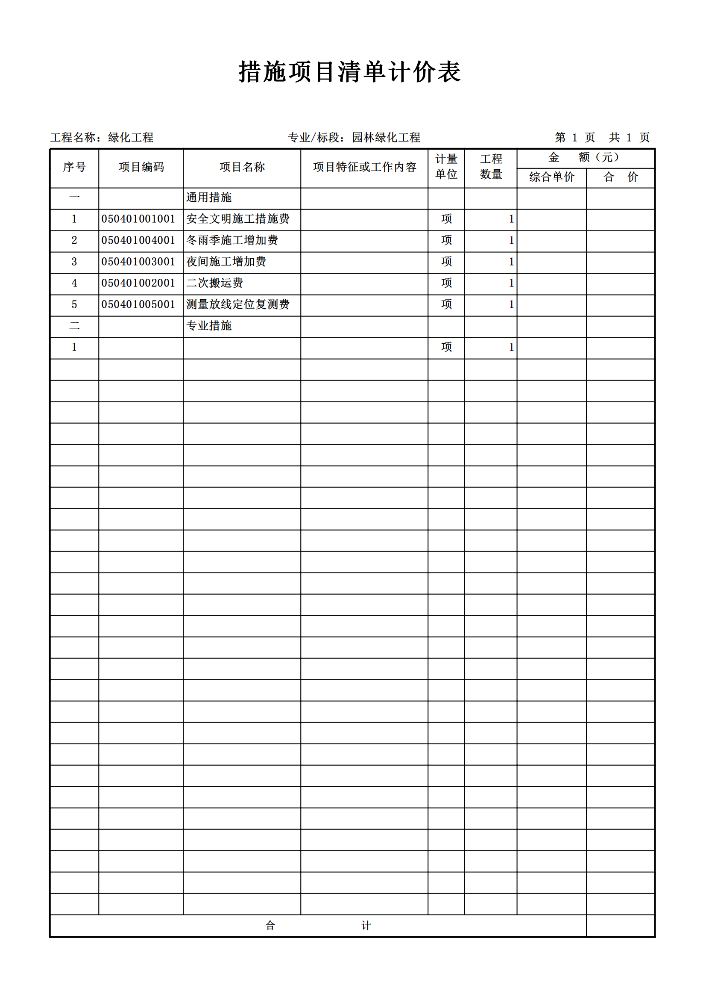 措施项目清单计价表
工程名称：绿化工程 专业/标段：园林绿化工程 第 1 页 共 1 页
序号 项目编码 项目名称 项目特征或工作内容 计量单位 工程数量 金 额（元）
综合单价 合 价
一 通用措施
1 050401001001 安全文明施工措施费 项 1
2 050401004001 冬雨季施工增加费 项 1
3 050401003001 夜间施工增加费 项 1
4 050401002001 二次搬运费 项 1
5 050401005001 测量放线定位复测费 项 1
二 专业措施
1 项 1
合 计